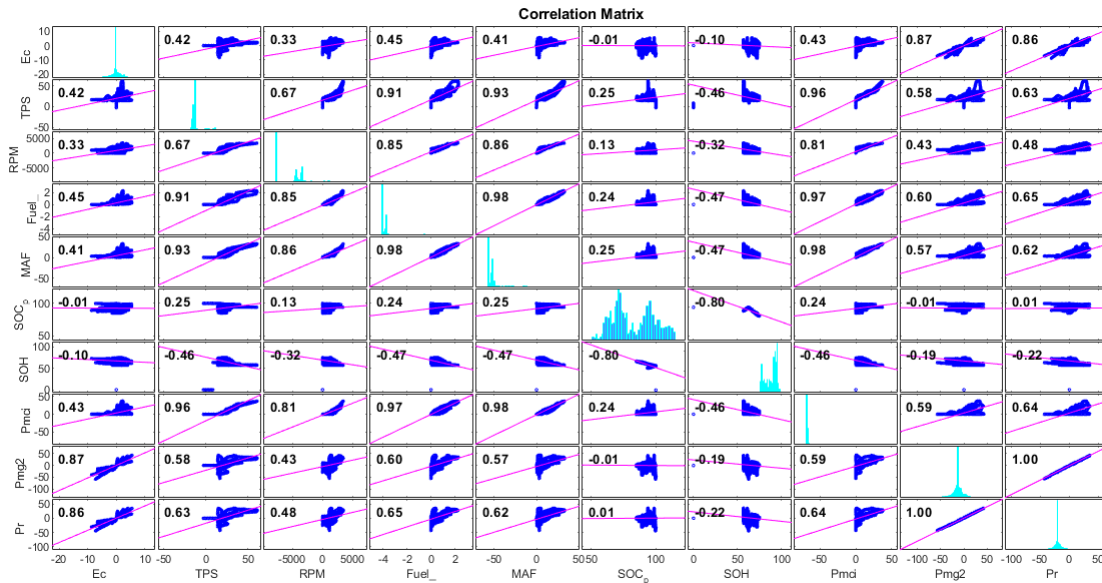 Correlation Matrix
Ec 10 0 -10 -20 0.42 0.33 0.45 0.41 -0.01 -0.10 0.43 0.87 0.86
TPS 50 0 -50 0.42 0.67 0.91 0.93 0.25 -0.46 0.96 0.58 0.63
RPM 5000 0 -5000 0.33 0.67 0.85 0.86 0.13 -0.32 0.81 0.43 0.48
Fuel_ 2 0 -2 -4 0.45 0.91 0.85 0.98 0.24 -0.47 0.97 0.60 0.65
MAF 50 0 -50 0.41 0.93 0.86 0.98 0.25 -0.47 0.98 0.57 0.62
SOCp 100 50 -0.01 0.25 0.13 0.24 0.25 -0.80 0.24 -0.01 0.01
SOH 100 50 0 -0.10 -0.46 -0.32 -0.47 -0.47 -0.80 -0.46 -0.19 -0.22
Pmci 50 0 -50 0.43 0.96 0.81 0.97 0.98 0.24 -0.46 0.59 0.64
Pmg2 50 0 -50 -100 0.87 0.58 0.43 0.60 0.57 -0.01 -0.19 0.59 1.00
Pr 50 0 -50 -100 0.86 0.63 0.48 0.65 0.62 0.01 -0.22 0.64 1.00
-20 -10 0 10 -50 0 50 -5000 0 5000 -4 -2 0 2 -50 0 50 50 100 0 50 100 -50 0 50 -100 -50 0 50 -100 -50 0 50
Ec TPS RPM Fuel_ MAF SOCp SOH Pmci Pmg2 Pr